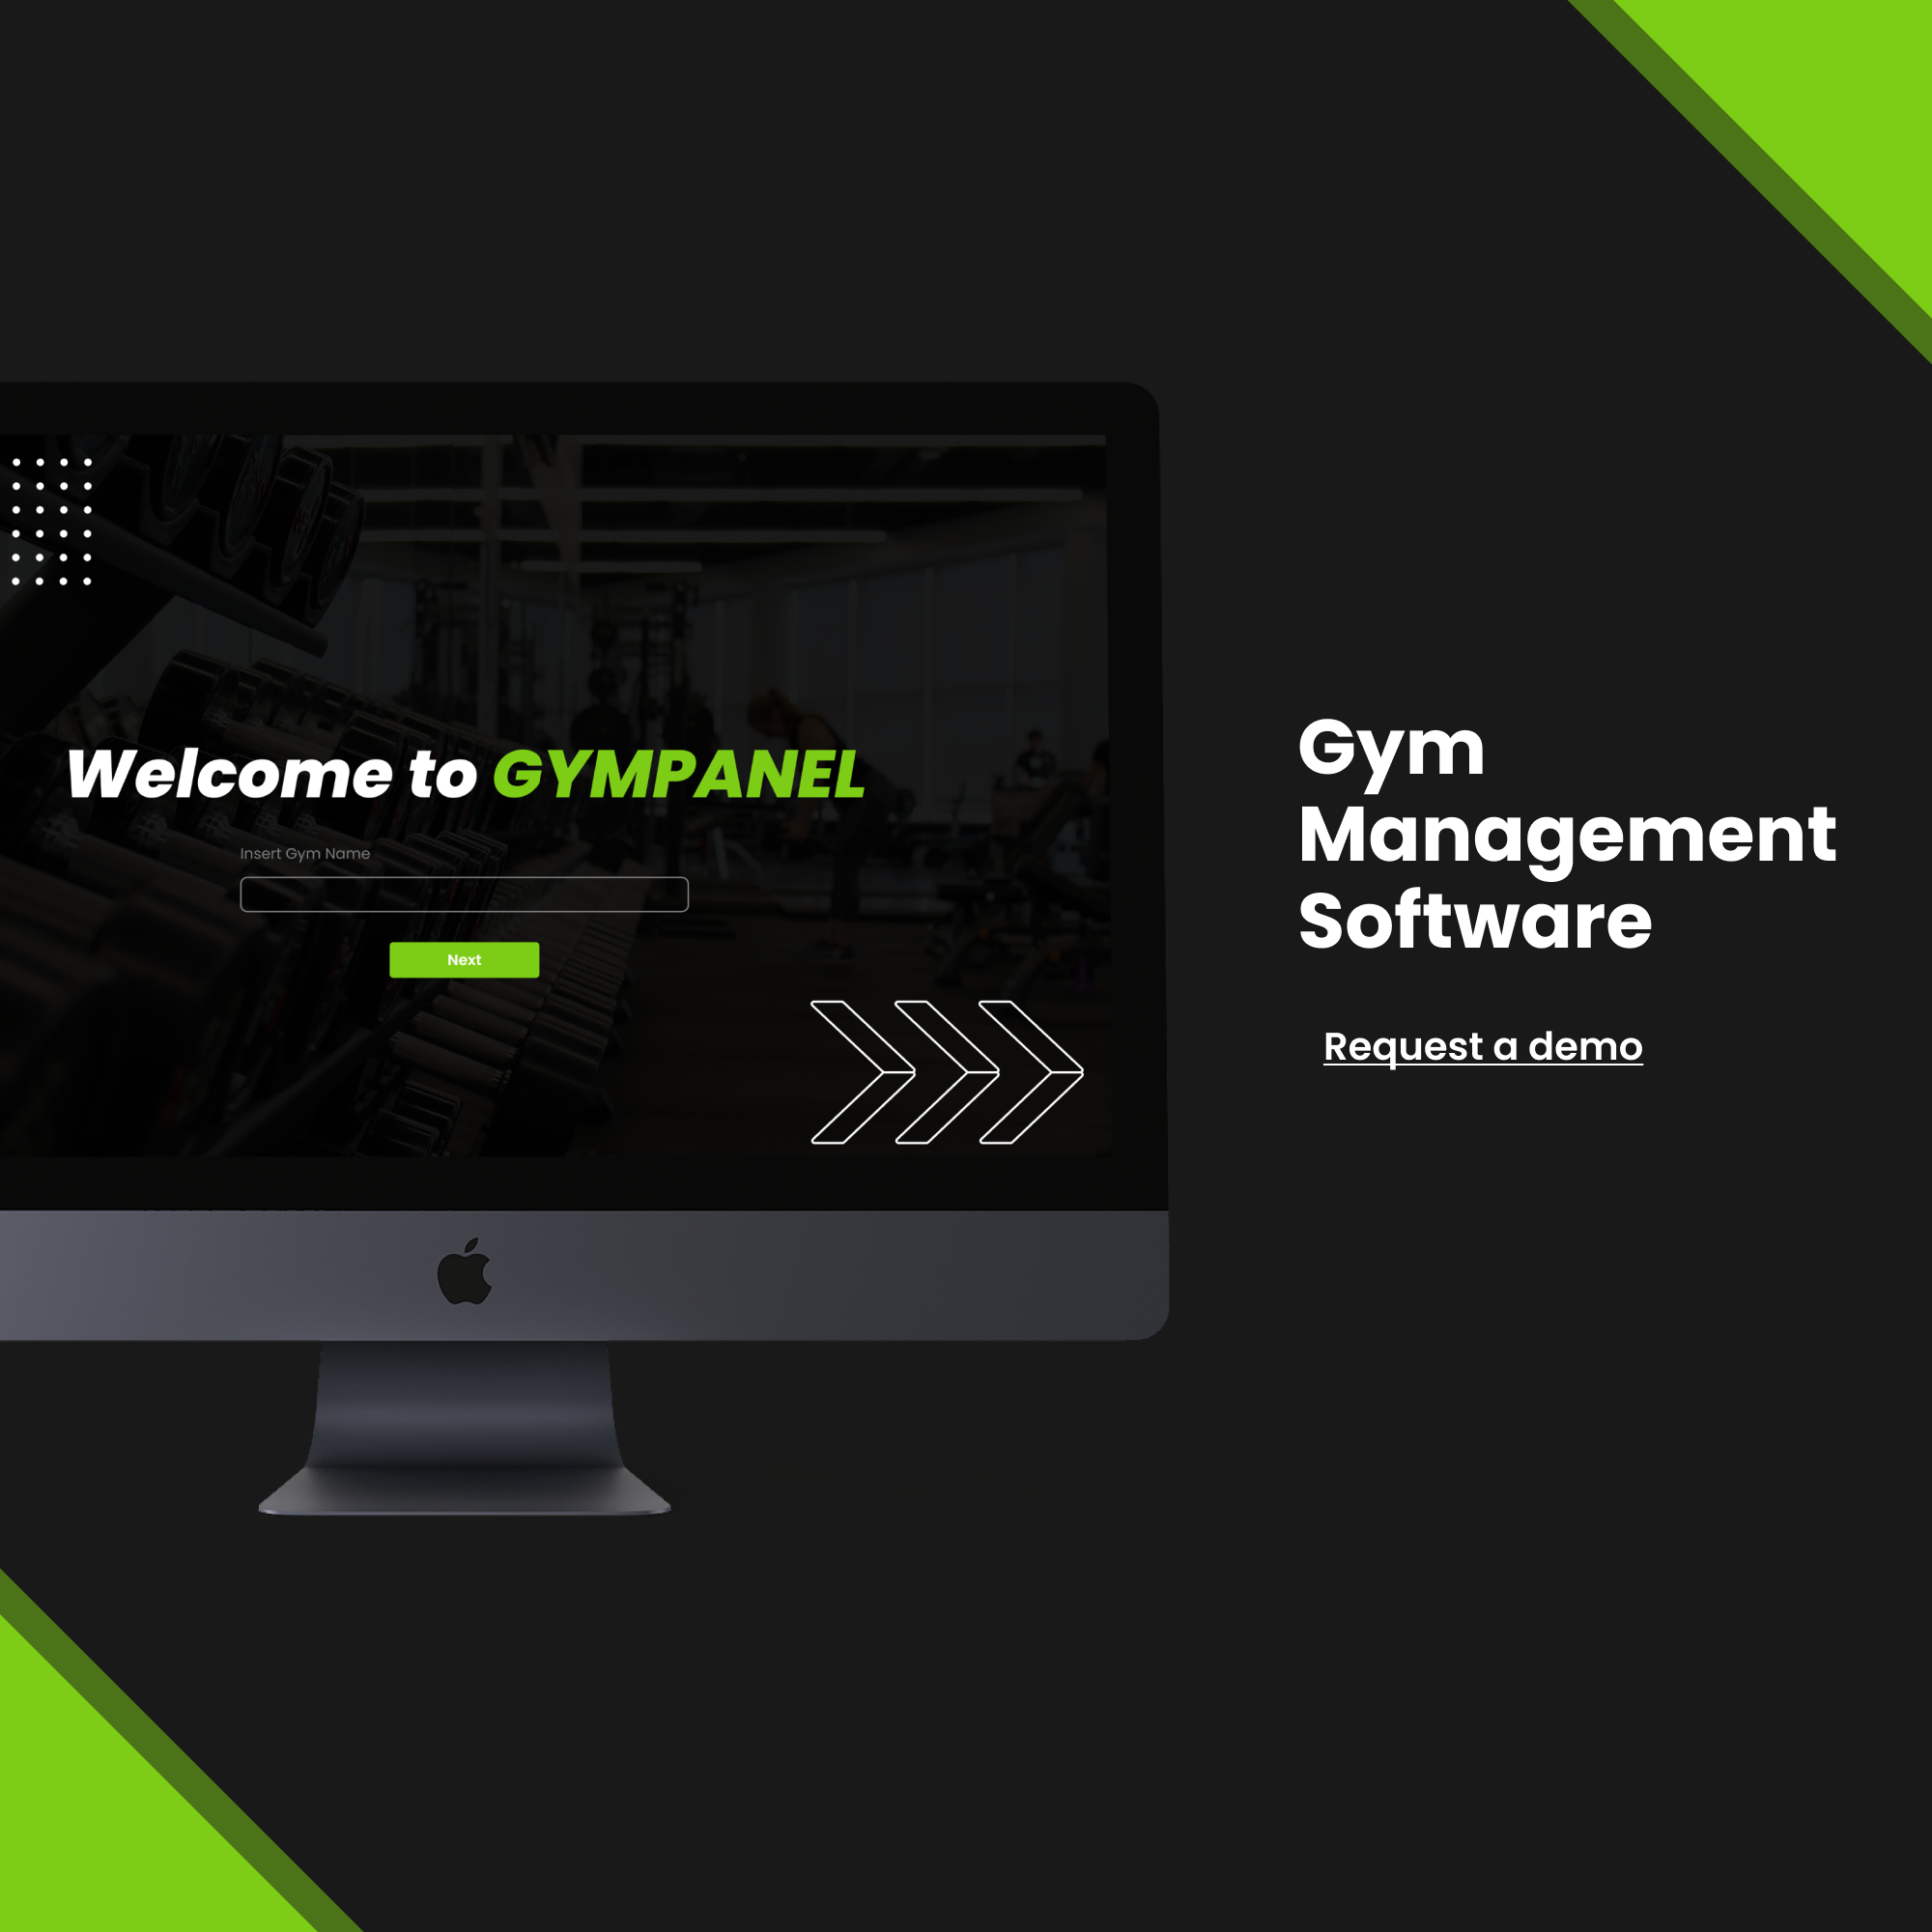 Welcome to GYMPANEL
Insert Gym Name
Next
Gym
Management
Software
Request a demo